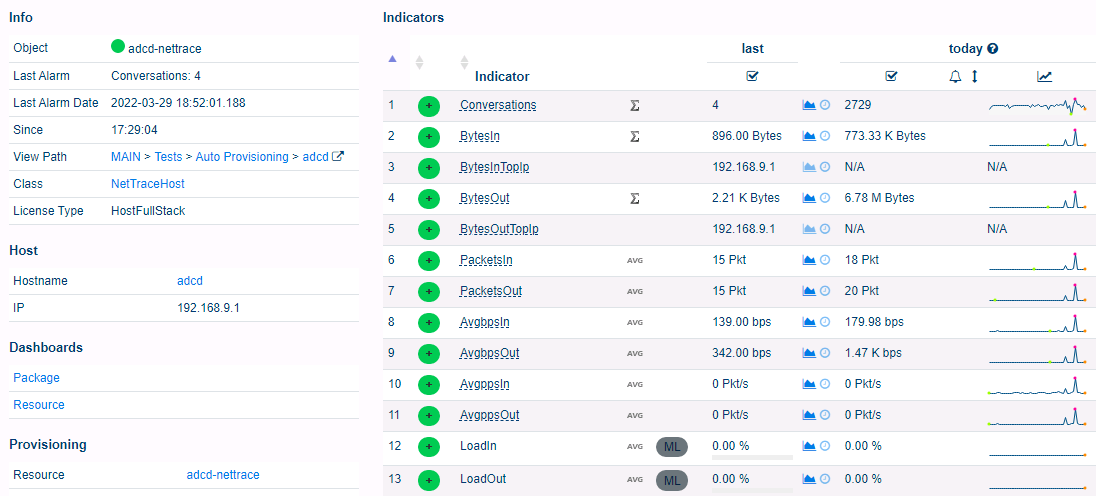 Info
Object adcd-nettrace
Last Alarm Conversations: 4
Last Alarm Date 2022-03-29 18:52:01.188
Since 17:29:04
View Path MAIN > Tests > Auto Provisioning > adcd
Class NetTraceHost
License Type HostFullStack
Host
Hostname adcd
IP 192.168.9.1
Dashboards
Package
Resource
Provisioning
Resource adcd-nettrace
Indicators
last today
Indicator
1 + Conversations Σ 4 2729
2 + BytesIn Σ 896.00 Bytes 773.33 K Bytes
3 + BytesInTopIp 192.168.9.1 N/A N/A
4 + BytesOut Σ 2.21 K Bytes 6.78 M Bytes
5 + BytesOutTopIp 192.168.9.1 N/A N/A
6 + PacketsIn AVG 15 Pkt 18 Pkt
7 + PacketsOut AVG 15 Pkt 20 Pkt
8 + AvgbpsIn AVG 139.00 bps 179.98 bps
9 + AvgbpsOut AVG 342.00 bps 1.47 K bps
10 + AvgppsIn AVG 0 Pkt/s 0 Pkt/s
11 + AvgppsOut AVG 0 Pkt/s 0 Pkt/s
12 + LoadIn AVG ML 0.00 % 0.00 %
13 + LoadOut AVG ML 0.00 % 0.00 %